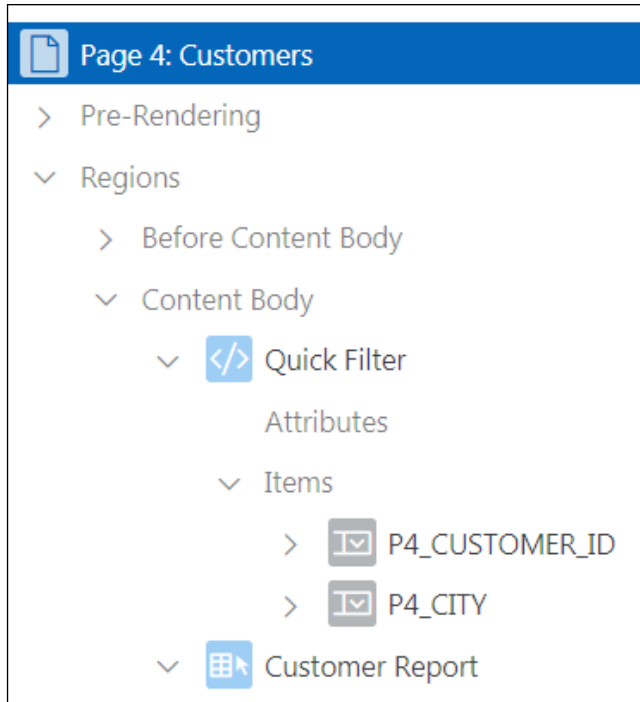 Page 4: Customers
Pre-Rendering
Regions
Before Content Body
Content Body
Quick Filter
Attributes
Items
P4_CUSTOMER_ID
P4_CITY
Customer Report